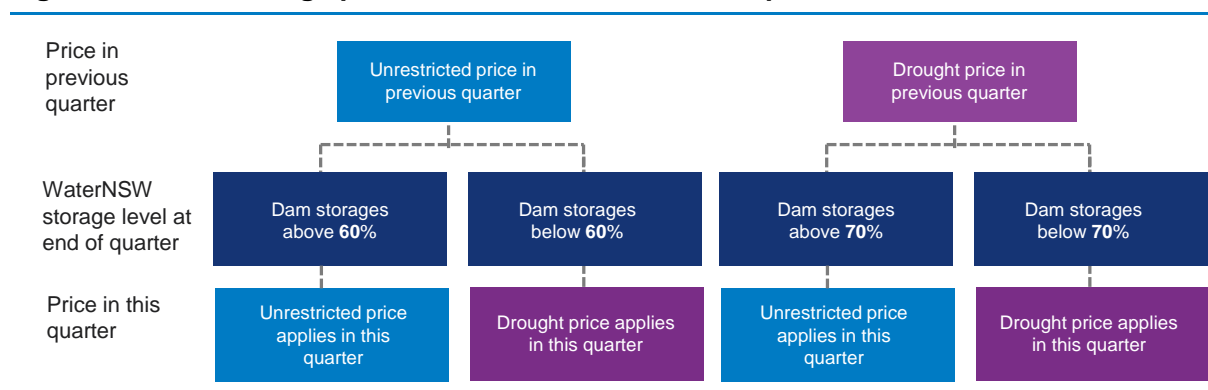 Price in
previous
quarter
Unrestricted price in
previous quarter
Drought price in
previous quarter
WaterNSW
storage level at
end of quarter
Dam storages
above 60%
Dam storages
below 60%
Dam storages
above 70%
Dam storages
below 70%
Price in this
quarter
Unrestricted price
applies in this
quarter
Drought price applies
in this quarter
Unrestricted price
applies in this
quarter
Drought price applies
in this quarter